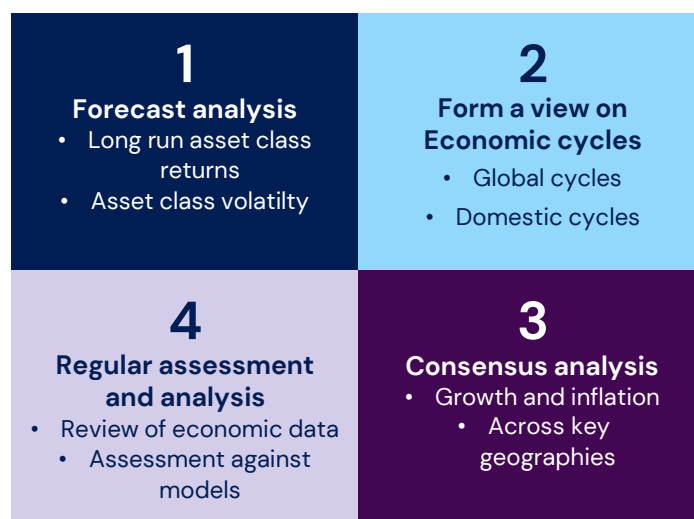 1
Forecast analysis
• Long run asset class
returns
• Asset class volatilty
2
Form a view on
Economic cycles
• Global cycles
• Domestic cycles
4
Regular assessment
and analysis
• Review of economic data
• Assessment against
models
3
Consensus analysis
• Growth and inflation
• Across key
geographies